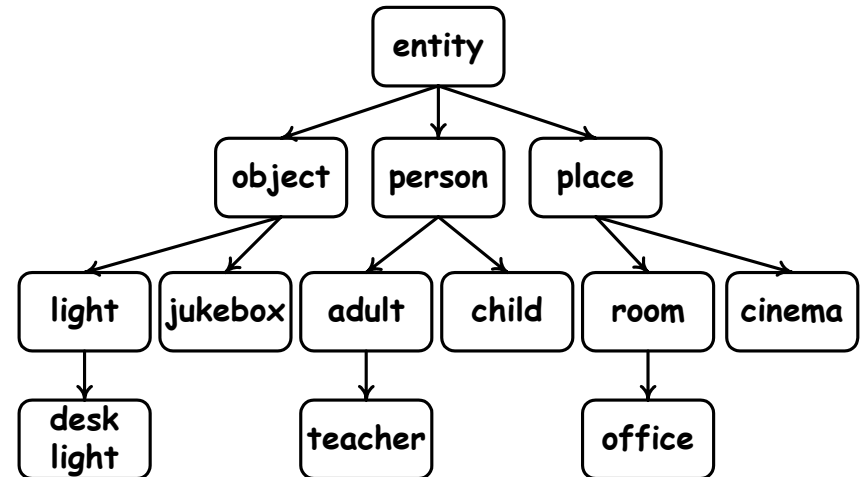 entity
object
person
place
light
jukebox
adult
child
room
cinema
desk
light
teacher
office